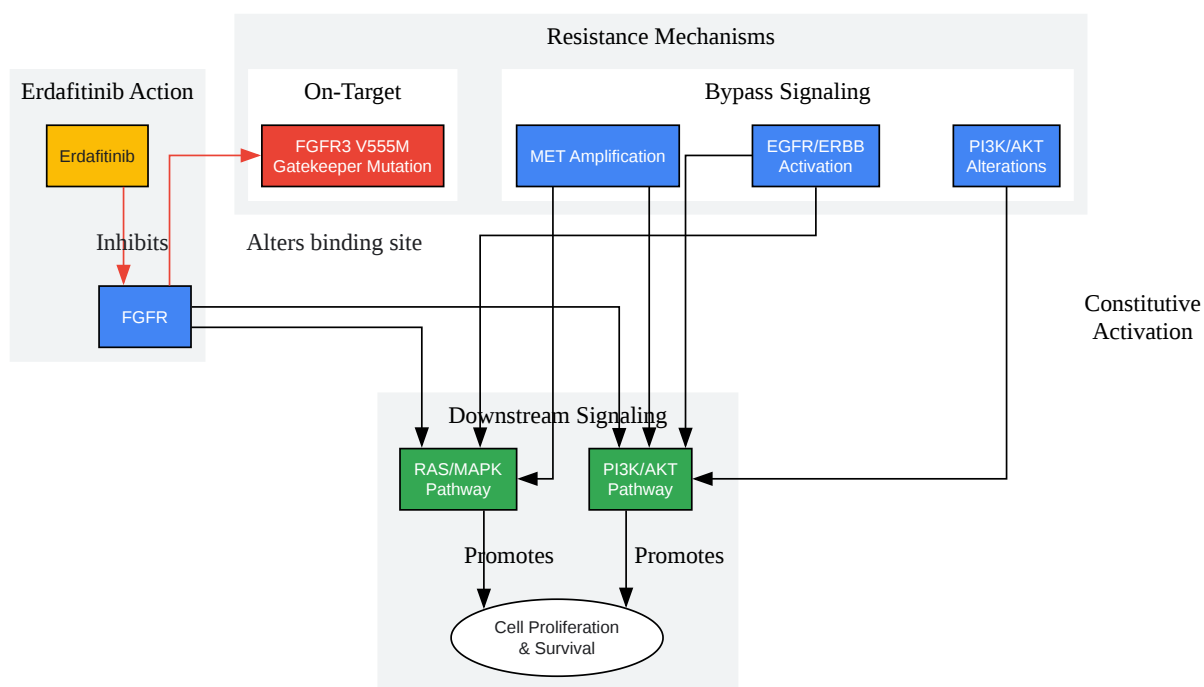 Resistance Mechanisms
Erdafitinib Action
On-Target
Bypass Signaling
Erdafitinib
FGFR3 V555M
Gatekeeper Mutation
MET Amplification
EGFR/ERBB
Activation
PI3K/AKT
Alterations
Inhibits
Alters binding site
FGFR
Constitutive
Activation
Downstream Signaling
RAS/MAPK
Pathway
PI3K/AKT
Pathway
Promotes
Promotes
Cell Proliferation
& Survival